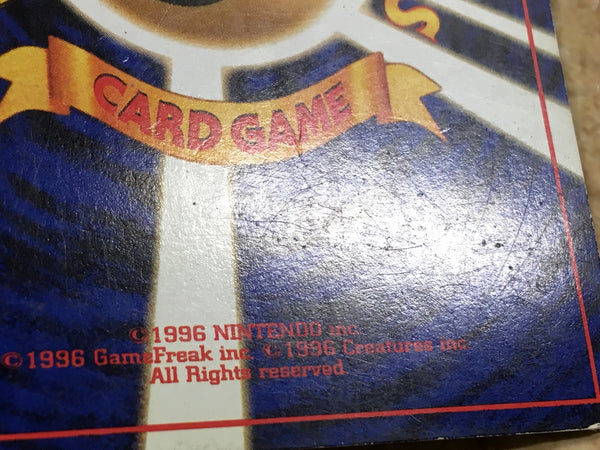 S
CARD GAME
©1996 NINTENDO inc.
©1996 GameFreak inc. ©1996 Creatures inc.
All Rights reserved.